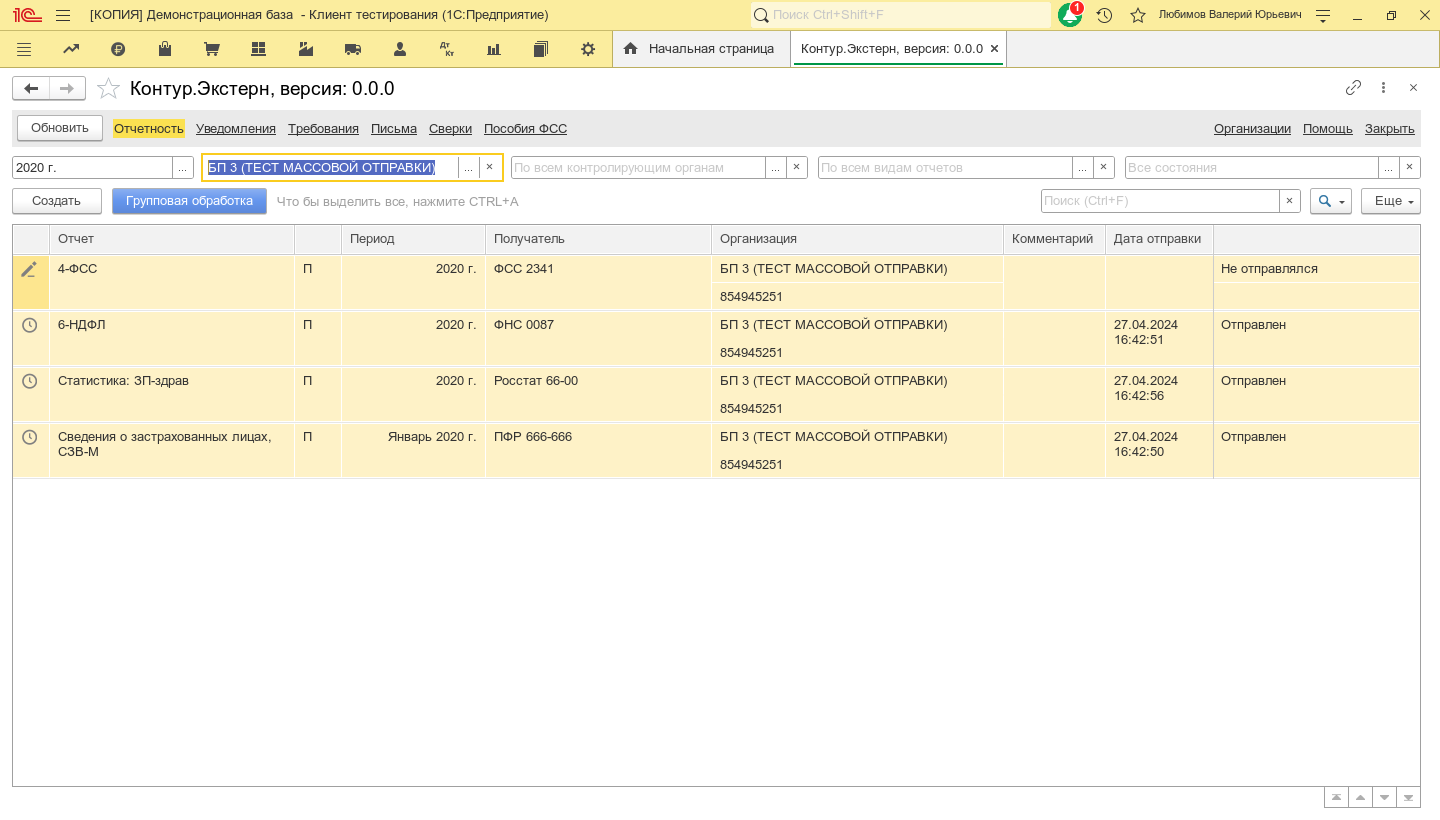 [КОПИЯ] Демонстрационная база - Клиент тестирования (1С:Предприятие)
Поиск Ctrl+Shift+F
1
Любимов Валерий Юрьевич
Дт Кт
Начальная страница
Контур.Экстерн, версия: 0.0.0
Контур.Экстерн, версия: 0.0.0
Обновить Отчетность Уведомления Требования Письма Сверки Пособия ФСС Организации Помощь Закрыть
2020 г. ... БП 3 (ТЕСТ МАССОВОЙ ОТПРАВКИ) ... × По всем контролирующим органам ... × По всем видам отчетов ... × Все состояния ... ×
Создать Групповая обработка Что бы выделить все, нажмите CTRL+A Поиск (Ctrl+F) × Еще
Отчет Период Получатель Организация Комментарий Дата отправки
4-ФСС П 2020 г. ФСС 2341 БП 3 (ТЕСТ МАССОВОЙ ОТПРАВКИ) Не отправлялся
854945251
6-НДФЛ П 2020 г. ФНС 0087 БП 3 (ТЕСТ МАССОВОЙ ОТПРАВКИ) 27.04.2024 Отправлен
16:42:51
854945251
Статистика: ЗП-здрав П 2020 г. Росстат 66-00 БП 3 (ТЕСТ МАССОВОЙ ОТПРАВКИ) 27.04.2024 Отправлен
16:42:56
854945251
Сведения о застрахованных лицах, П Январь 2020 г. ПФР 666-666 БП 3 (ТЕСТ МАССОВОЙ ОТПРАВКИ) 27.04.2024 Отправлен
СЗВ-М 16:42:50
854945251